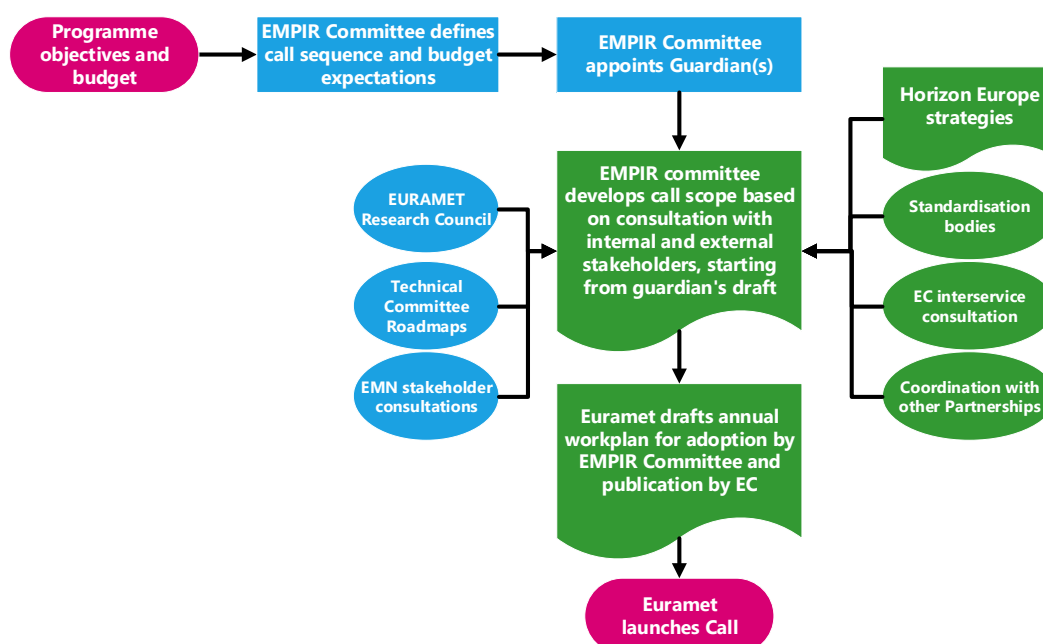 Programme
objectives and
budget
EMPIR Committee defines
call sequence and budget
expectations
EMPIR Committee
appoints Guardian(s)
Horizon Europe
strategies
EMPIR committee
develops call scope based
on consultation with
internal and external
stakeholders, starting
from guardian's draft
EURAMET
Research Council
Technical
Committee
Roadmaps
EMN stakeholder
consultations
Standardisation
bodies
EC interservice
consultation
Coordination with
other Partnerships
Euramet drafts annual
workplan for adoption by
EMPIR Committee and
publication by EC
Euramet
launches Call